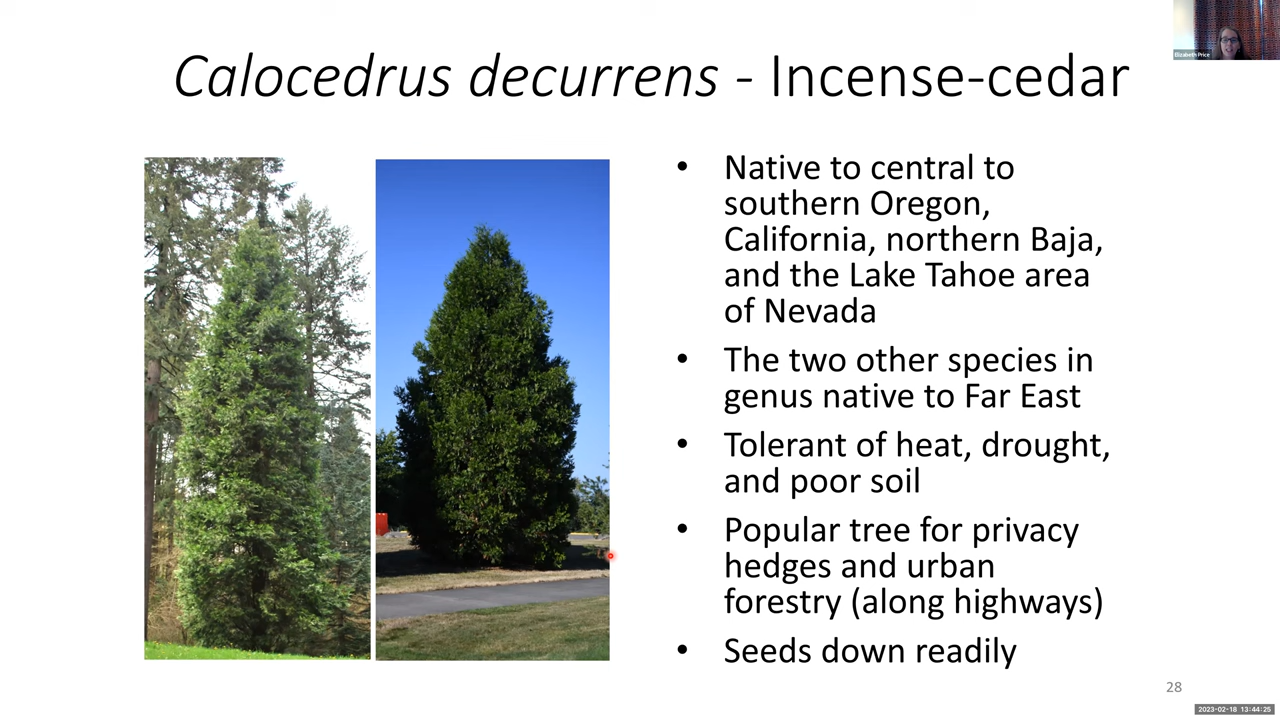 Elizabeth Price
Calocedrus decurrens - Incense-cedar
• Native to central to
southern Oregon,
California, northern Baja,
and the Lake Tahoe area
of Nevada
• The two other species in
genus native to Far East
• Tolerant of heat, drought,
and poor soil
• Popular tree for privacy
hedges and urban
forestry (along highways)
• Seeds down readily
28
2023-02-18 13:44:25